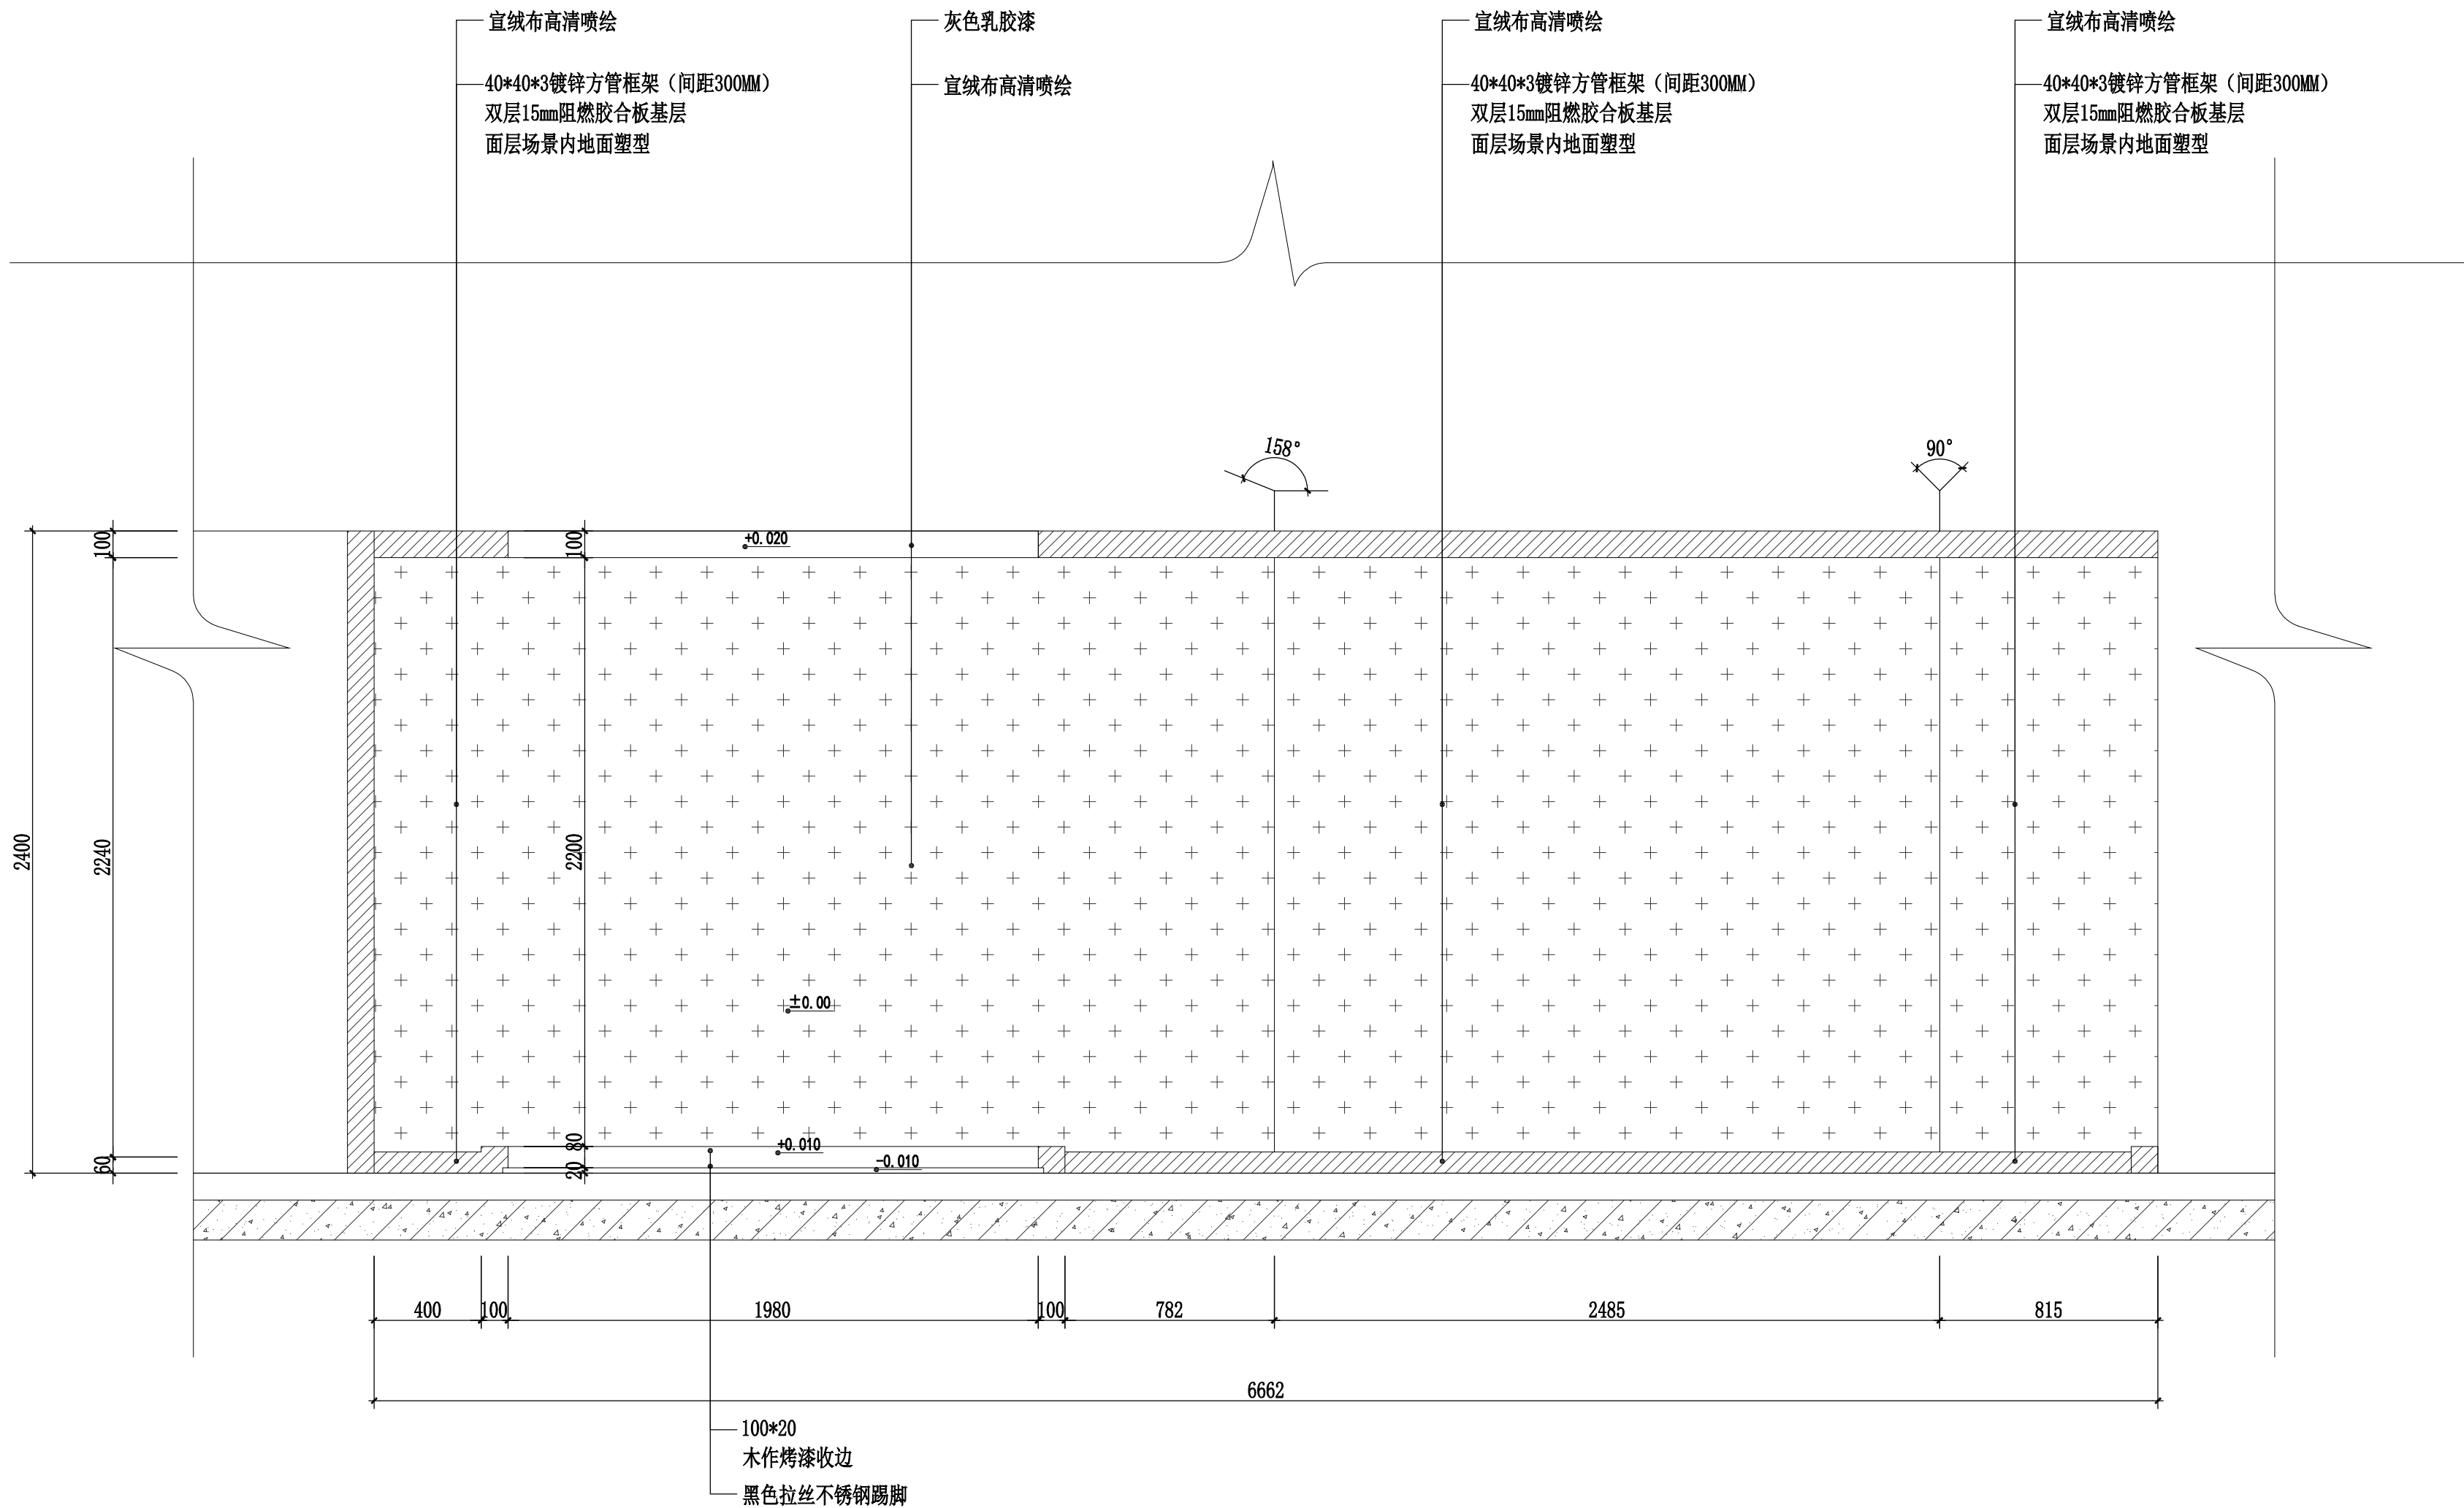 宣绒布高清喷绘
40*40*3镀锌方管框架（间距300MM）
双层15mm阻燃胶合板基层
面层场景内地面塑型
灰色乳胶漆
宣绒布高清喷绘
宣绒布高清喷绘
40*40*3镀锌方管框架（间距300MM）
双层15mm阻燃胶合板基层
面层场景内地面塑型
宣绒布高清喷绘
40*40*3镀锌方管框架（间距300MM）
双层15mm阻燃胶合板基层
面层场景内地面塑型
158°
90°
100
100
+0.020
2400
2240
2200
±0.00
60
80
20
+0.010
-0.010
400
100
1980
100
782
2485
815
6662
100*20
木作烤漆收边
黑色拉丝不锈钢踢脚